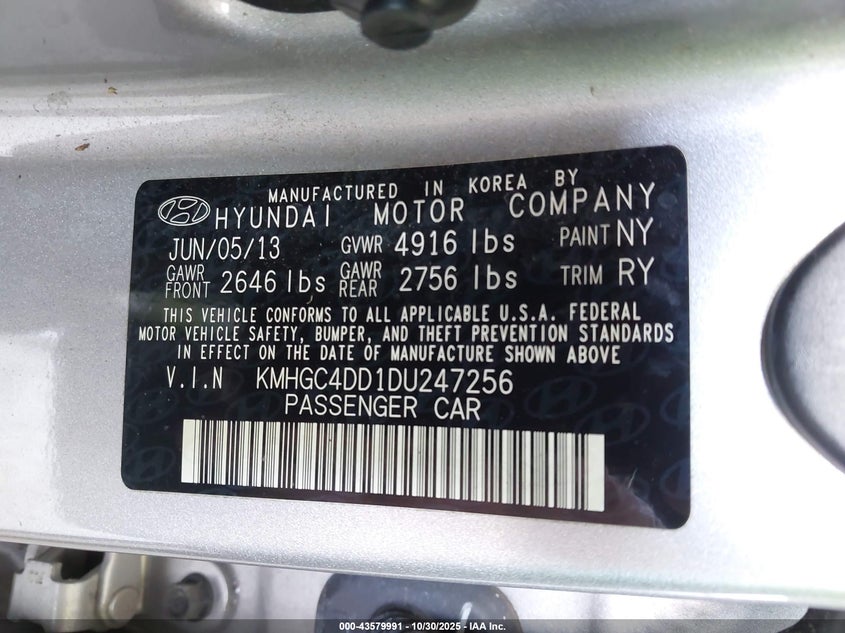 MANUFACTURED IN KOREA BY
HYUNDAI MOTOR COMPANY
JUN/05/13 GVWR 4916 lbs PAINT NY
GAWR FRONT 2646 lbs GAWR REAR 2756 lbs TRIM RY
THIS VEHICLE CONFORMS TO ALL APPLICABLE U.S.A. FEDERAL
MOTOR VEHICLE SAFETY, BUMPER, AND THEFT PREVENTION STANDARDS
IN EFFECT ON THE DATE OF MANUFACTURE SHOWN ABOVE
V.I.N KMHGC4DD1DU247256
PASSENGER CAR
000-43579991 - 10/30/2025 - IAA Inc.